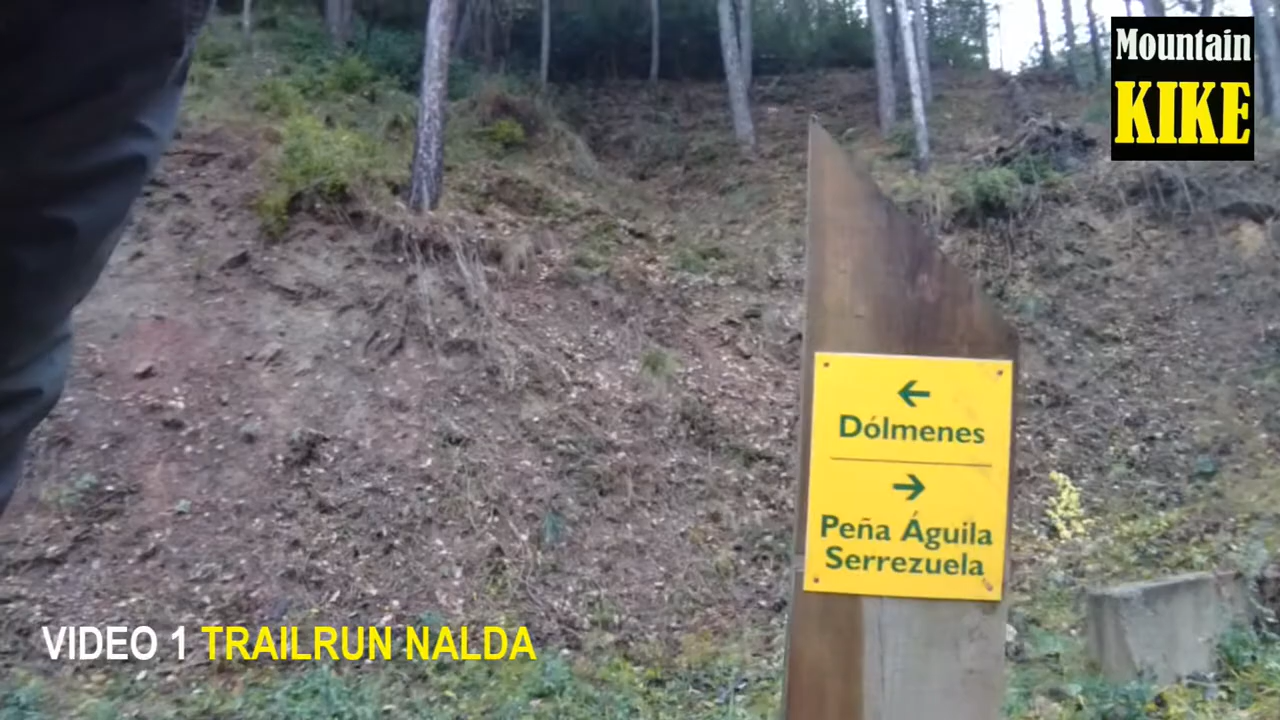 Mountain
KIKE
←
Dólmenes
→
Peña Águila
Serrezuela
VIDEO 1 TRAILRUN NALDA